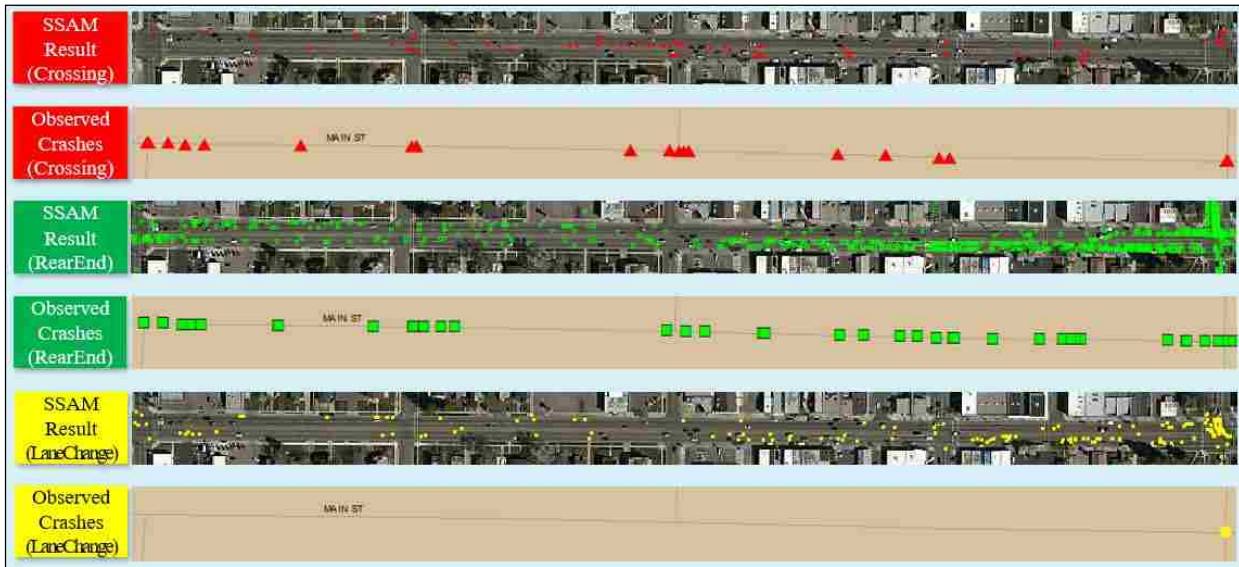 SSAM
Result
(Crossing)
Observed
Crashes
(Crossing)
MAIN ST
SSAM
Result
(RearEnd)
Observed
Crashes
(RearEnd)
MAIN ST
SSAM
Result
(LaneChange)
Observed
Crashes
(LaneChange)
MAIN ST